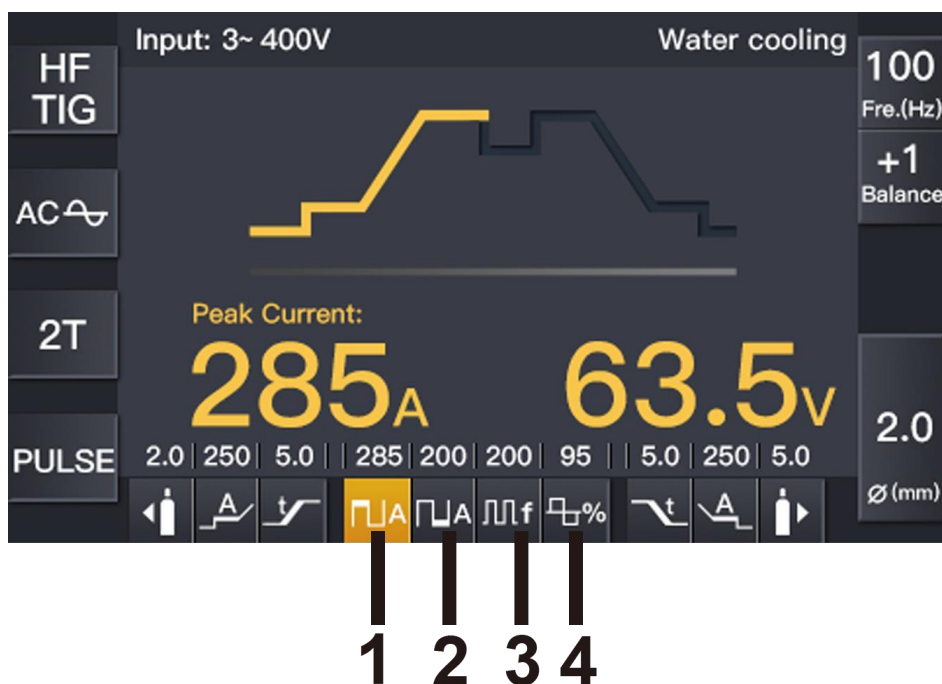 Input: 3~ 400V
Water cooling
HF
TIG
100
Fre.(Hz)
+1
Balance
AC
2T
Peak Current:
285A
63.5V
PULSE
2.0 | 250 | 5.0 | | 285 | 200 | 200 | 95 | | 5.0 | 250 | 5.0
2.0
Ø(mm)
A
t
A
A
f
%
t
A
1
2
3
4